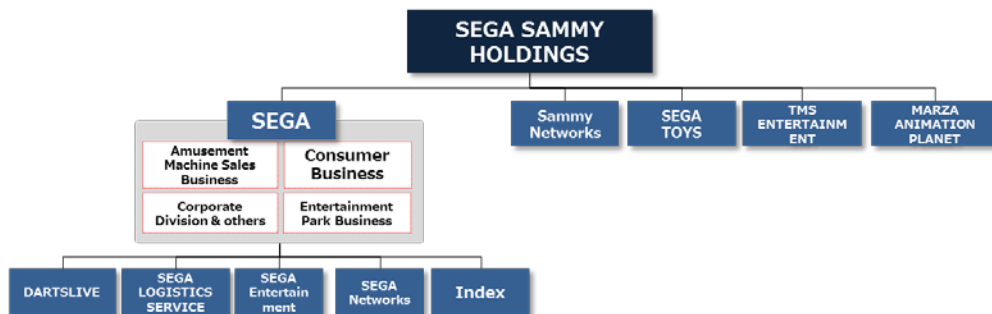 SEGA SAMMY
HOLDINGS
SEGA
Sammy
Networks
SEGA
TOYS
TMS
ENTERTAINM
ENT
MARZA
ANIMATION
PLANET
Amusement
Machine Sales
Business
Consumer
Business
Corporate
Division & others
Entertainment
Park Business
DARTSLIVE
SEGA
LOGISTICS
SERVICE
SEGA
Entertain
ment
SEGA
Networks
Index